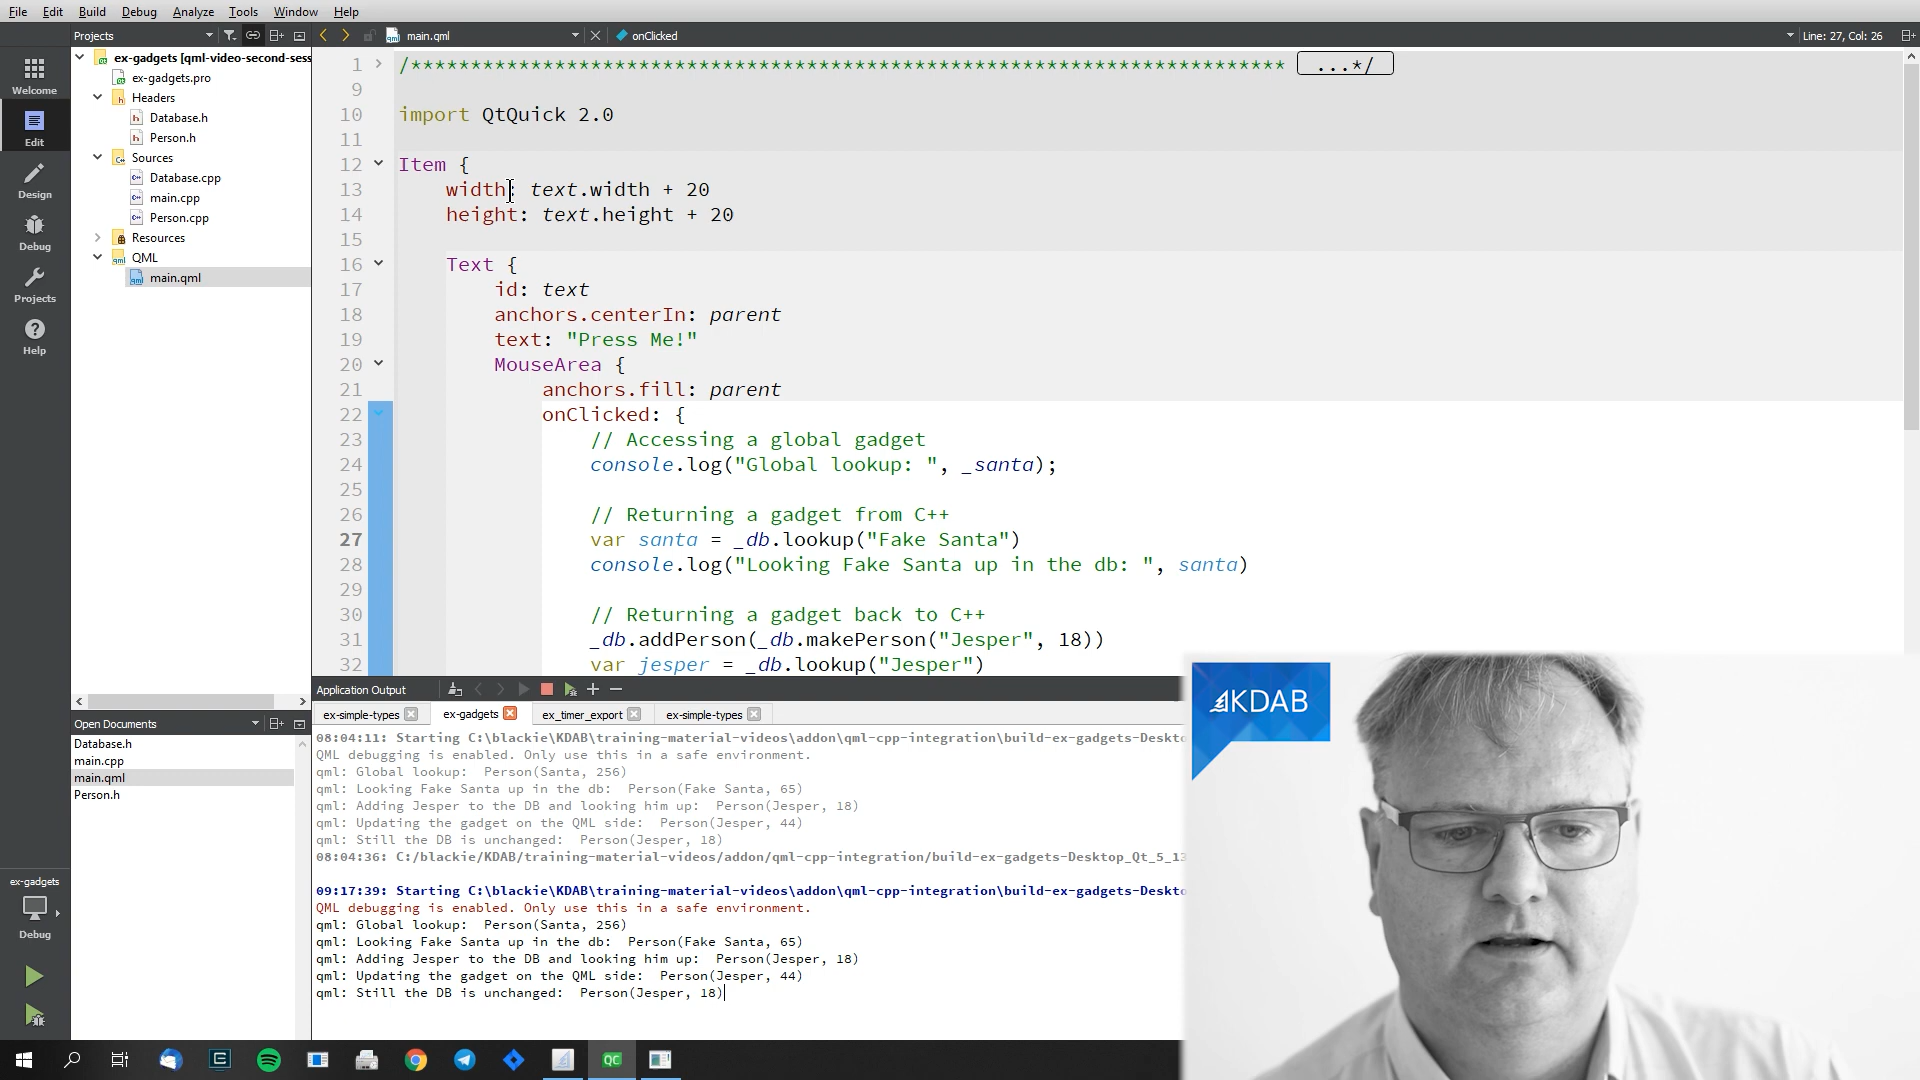 File Edit Build Debug Analyze Tools Window Help
Projects
main.qml
onClicked
Line: 27, Col: 26
Welcome
Edit
Design
Debug
Projects
Help
ex-gadgets [qml-video-second-sess
ex-gadgets.pro
Headers
Database.h
Person.h
Sources
Database.cpp
main.cpp
Person.cpp
Resources
QML
main.qml
1 /************************************************************************* ...*/
9
10 import QtQuick 2.0
11
12 Item {
13 width: text.width + 20
14 height: text.height + 20
15
16 Text {
17 id: text
18 anchors.centerIn: parent
19 text: "Press Me!"
20 MouseArea {
21 anchors.fill: parent
22 onClicked: {
23 // Accessing a global gadget
24 console.log("Global lookup: ", _santa);
25
26 // Returning a gadget from C++
27 var santa = _db.lookup("Fake Santa")
28 console.log("Looking Fake Santa up in the db: ", santa)
29
30 // Returning a gadget back to C++
31 _db.addPerson(_db.makePerson("Jesper", 18))
32 var jesper = _db.lookup("Jesper")
Open Documents
Database.h
main.cpp
main.qml
Person.h
Application Output
ex-simple-types ex-gadgets ex_timer_export ex-simple-types
08:04:11: Starting C:\blackie\KDAB\training-material-videos\addon\qml-cpp-integration\build-ex-gadgets-Deskto
QML debugging is enabled. Only use this in a safe environment.
qml: Global lookup:  Person(Santa, 256)
qml: Looking Fake Santa up in the db:  Person(Fake Santa, 65)
qml: Adding Jesper to the DB and looking him up:  Person(Jesper, 18)
qml: Updating the gadget on the QML side:  Person(Jesper, 44)
qml: Still the DB is unchanged:  Person(Jesper, 18)
08:04:36: C:/blackie/KDAB/training-material-videos/addon/qml-cpp-integration/build-ex-gadgets-Desktop_Qt_5_13
09:17:39: Starting C:\blackie\KDAB\training-material-videos\addon\qml-cpp-integration\build-ex-gadgets-Deskto
QML debugging is enabled. Only use this in a safe environment.
qml: Global lookup:  Person(Santa, 256)
qml: Looking Fake Santa up in the db:  Person(Fake Santa, 65)
qml: Adding Jesper to the DB and looking him up:  Person(Jesper, 18)
qml: Updating the gadget on the QML side:  Person(Jesper, 44)
qml: Still the DB is unchanged:  Person(Jesper, 18)
ex-gadgets
Debug
KDAB
QC